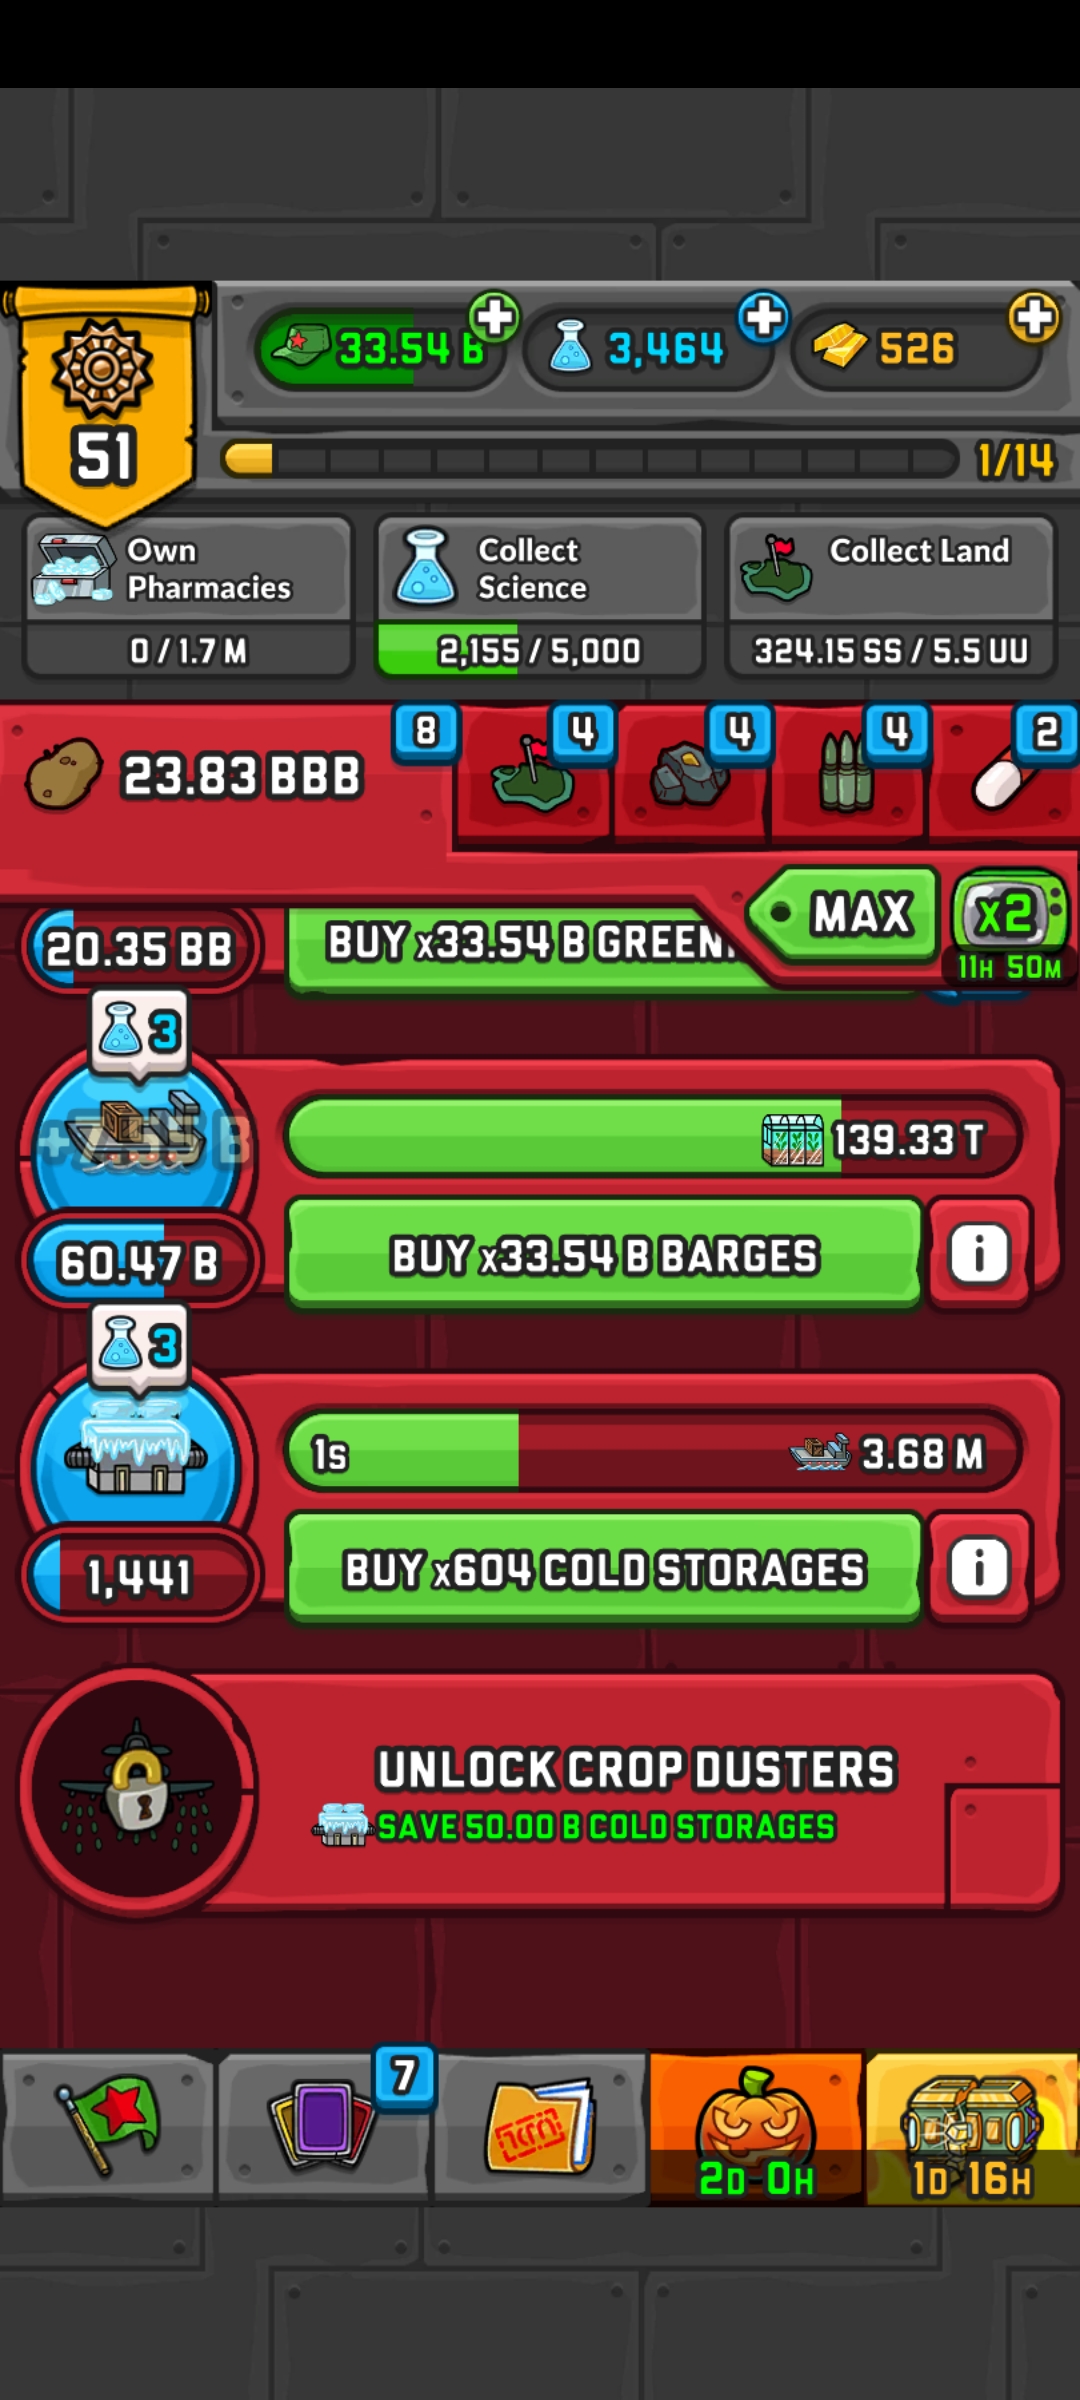 33.54 B
3,464
526
51
1/14
Own
Pharmacies
0 / 1.7 M
Collect
Science
2,155 / 5,000
Collect Land
324.15 SS / 5.5 UU
23.83 BBB
8
4
4
4
2
MAX
x2
11H 50M
20.35 BB
BUY x33.54 B
3
139.33 T
60.47 B
BUY x33.54 B BARGES
i
3
1s
3.68 M
1,441
BUY x604 COLD STORAGES
i
UNLOCK CROP DUSTERS
SAVE 50.00 B COLD STORAGES
7
2D 0H
1D 16H